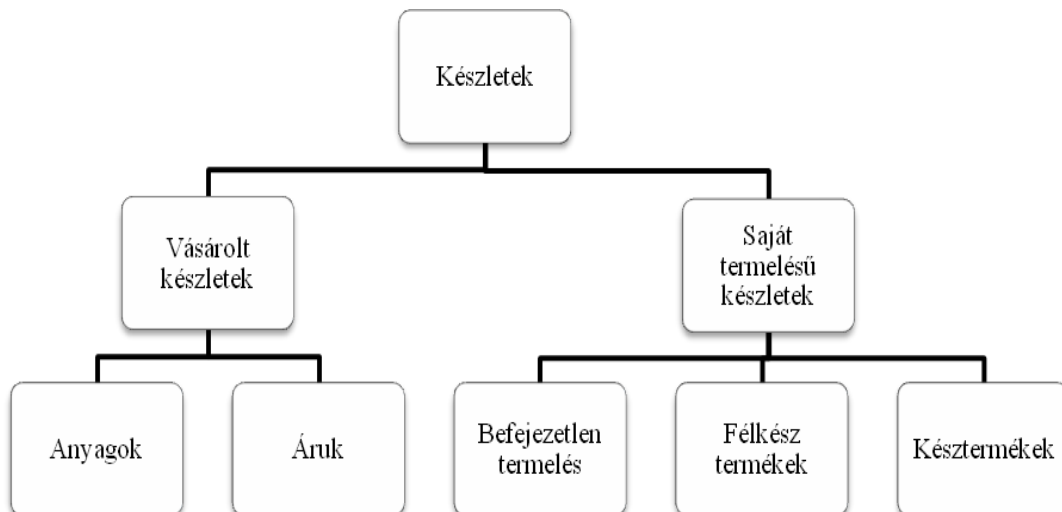 Készletek
Vásárolt
készletek
Saját
termelésű
készletek
Anyagok
Áruk
Befejezetlen
termelés
Félkész
termékek
Késztermékek